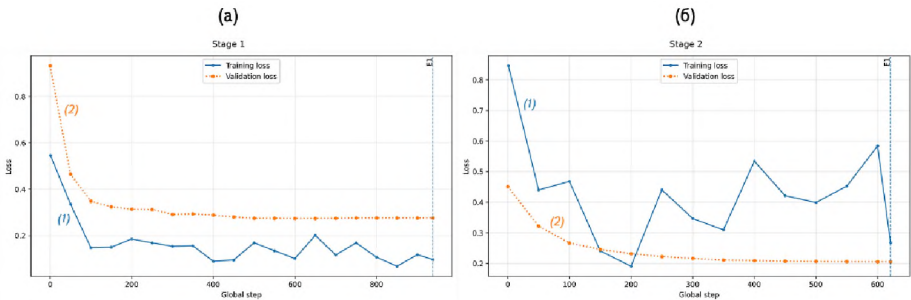 (а)
Stage 1
Training loss
Validation loss
E1
(2)
(1)
Loss
0.8
0.6
0.4
0.2
0
200
400
600
800
Global step
(б)
Stage 2
Training loss
Validation loss
E1
(1)
(2)
Loss
0.8
0.7
0.6
0.5
0.4
0.3
0.2
0
100
200
300
400
500
600
Global step